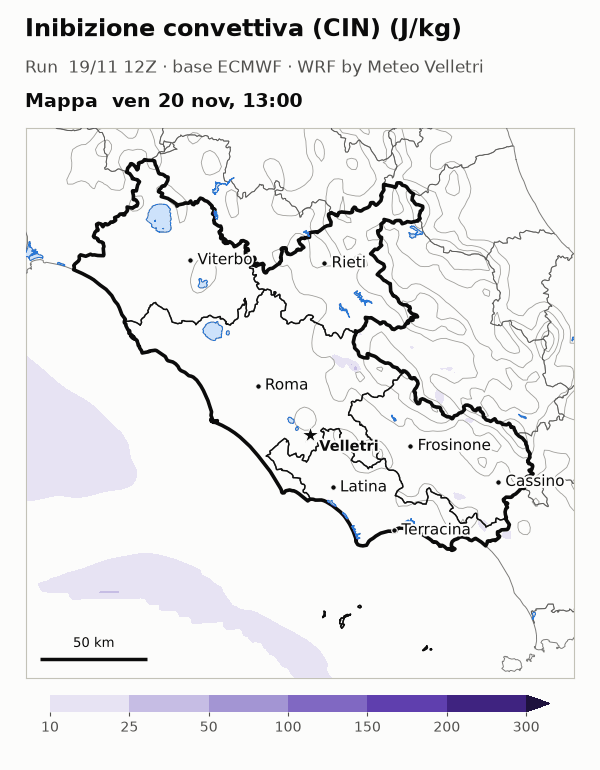 Inibizione convettiva (CIN) (J/kg)
Run 19/11 12Z · base ECMWF · WRF by Meteo Velletri
Mappa ven 20 nov, 13:00
Viterbo
Rieti
Roma
Velletri
Frosinone
Cassino
Latina
Terracina
50 km
10 25 50 100 150 200 300